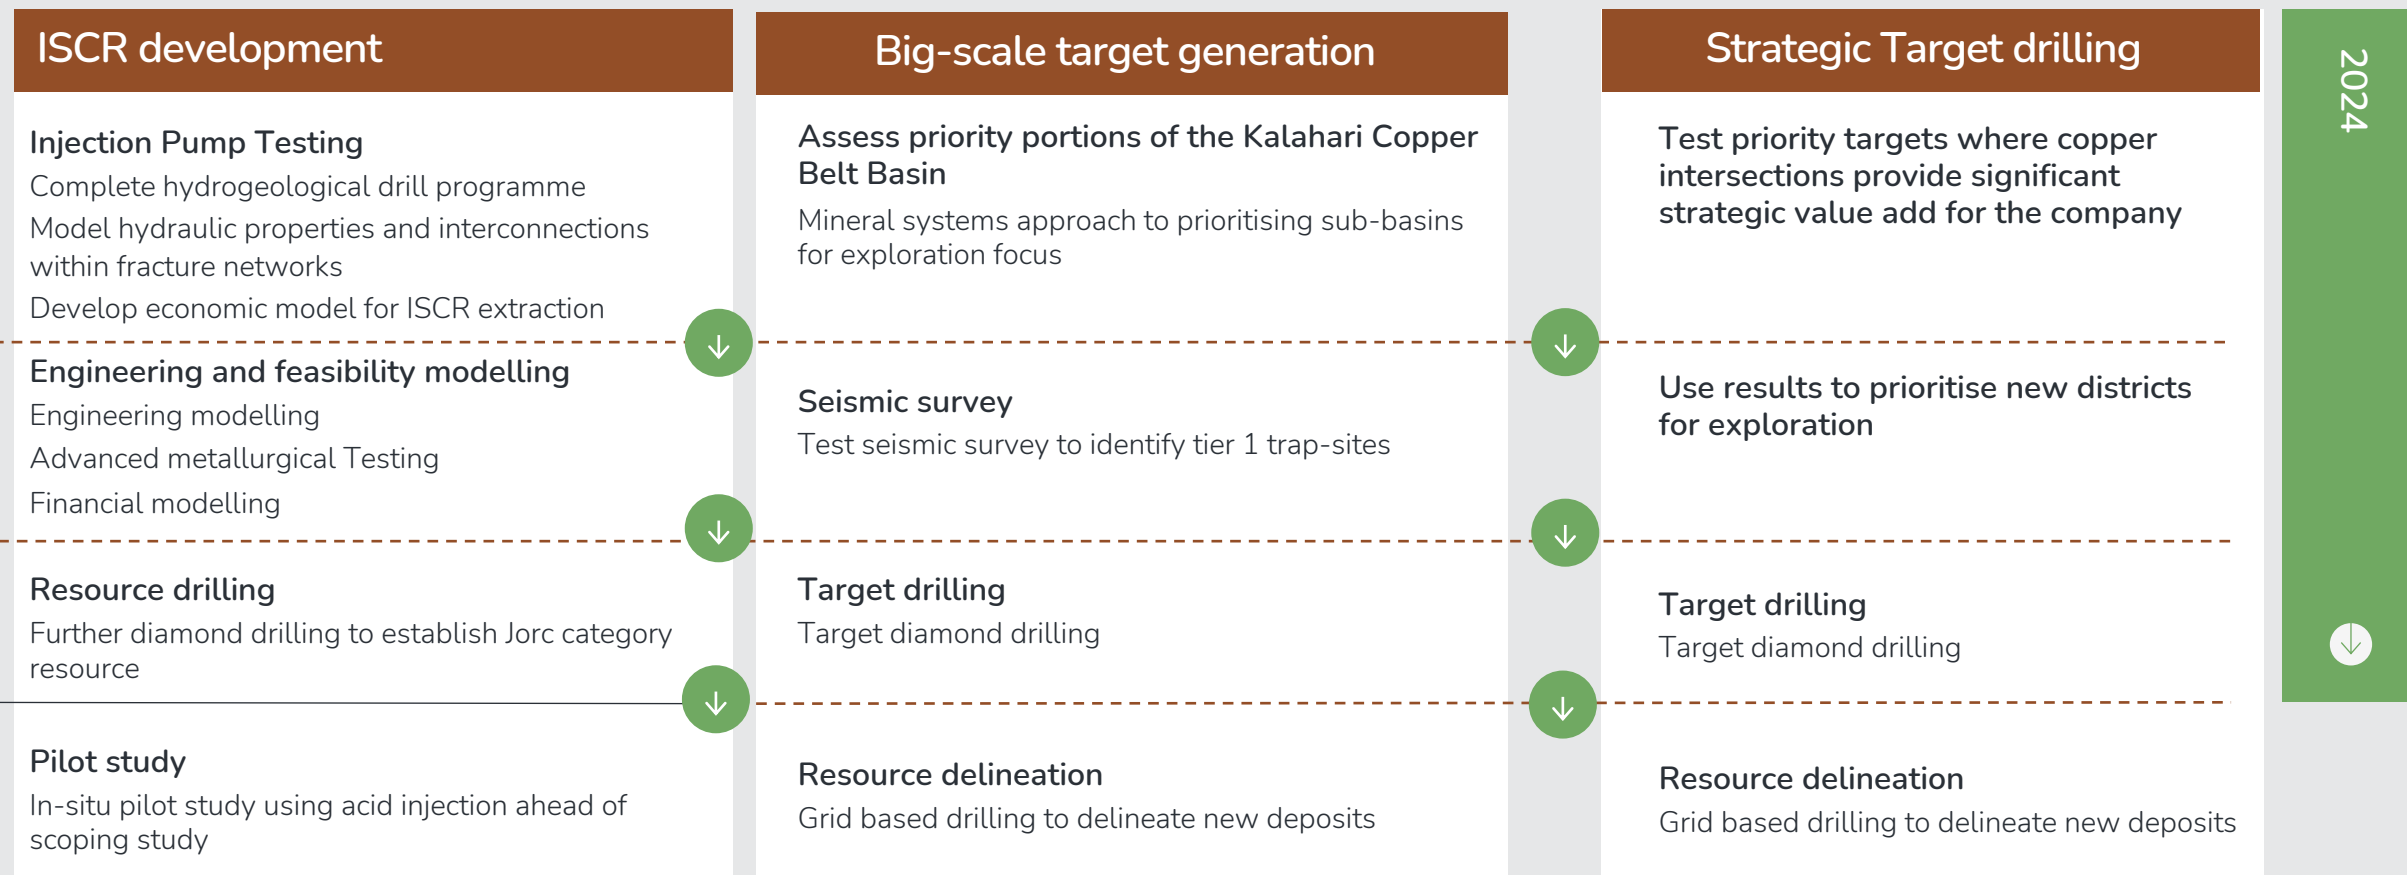 ISCR development
Injection Pump Testing
Complete hydrogeological drill programme
Model hydraulic properties and interconnections
within fracture networks
Develop economic model for ISCR extraction
Engineering and feasibility modelling
Engineering modelling
Advanced metallurgical Testing
Financial modelling
Resource drilling
Further diamond drilling to establish Jorc category
resource
Pilot study
In-situ pilot study using acid injection ahead of
scoping study
Big-scale target generation
Assess priority portions of the Kalahari Copper
Belt Basin
Mineral systems approach to prioritising sub-basins
for exploration focus
Seismic survey
Test seismic survey to identify tier 1 trap-sites
Target drilling
Target diamond drilling
Resource delineation
Grid based drilling to delineate new deposits
Strategic Target drilling
Test priority targets where copper
intersections provide significant
strategic value add for the company
Use results to prioritise new districts
for exploration
Target drilling
Target diamond drilling
Resource delineation
Grid based drilling to delineate new deposits
2024